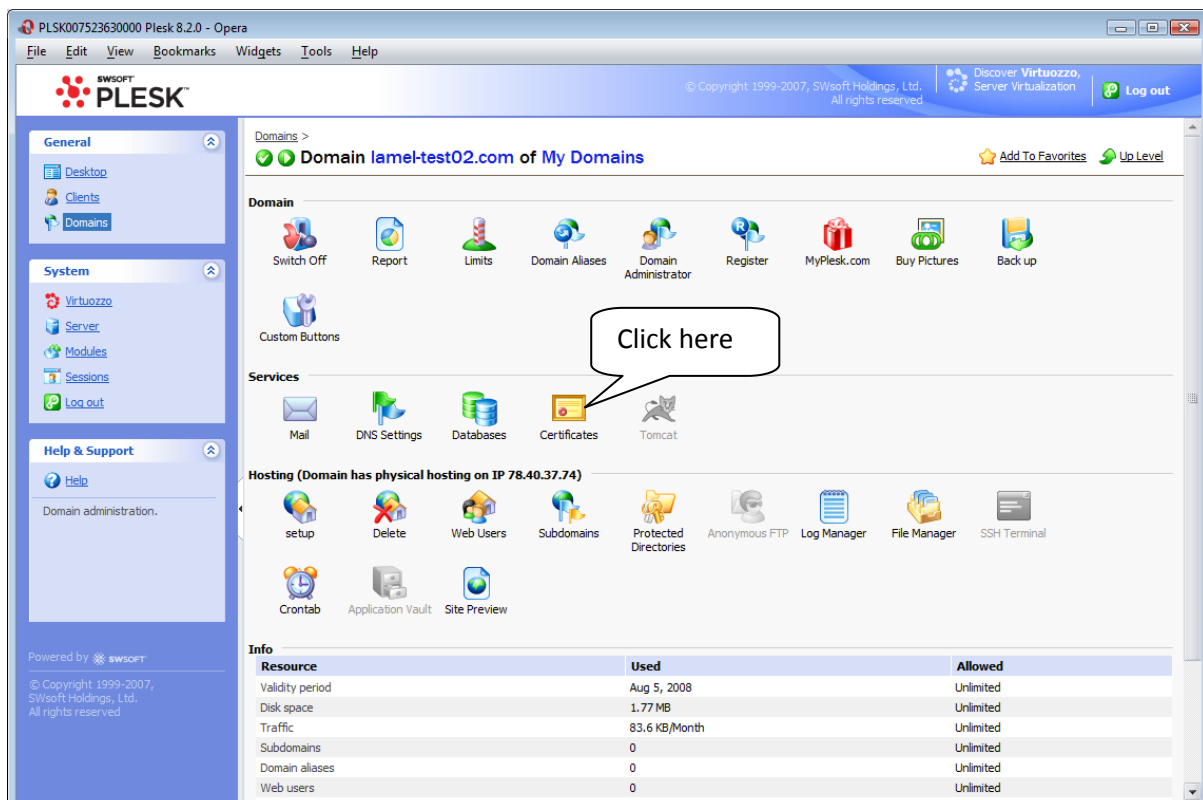 PLSK007523630000 Plesk 8.2.0 - Opera
File Edit View Bookmarks Widgets Tools Help
SWSOFT
PLESK™
© Copyright 1999-2007, SWsoft Holdings, Ltd.
All rights reserved
Discover Virtuozzo,
Server Virtualization
Log out
General
Desktop
Clients
Domains
System
Virtuozzo
Server
Modules
Sessions
Log out
Help & Support
Help
Domain administration.
Powered by SWSOFT
© Copyright 1999-2007,
SWsoft Holdings, Ltd.
All rights reserved
Domains >
Domain lamel-test02.com of My Domains
Add To Favorites Up Level
Domain
Switch Off Report Limits Domain Aliases Domain Administrator Register MyPlesk.com Buy Pictures Back up
Custom Buttons
Click here
Services
Mail DNS Settings Databases Certificates Tomcat
Hosting (Domain has physical hosting on IP 78.40.37.74)
setup Delete Web Users Subdomains Protected Directories Anonymous FTP Log Manager File Manager SSH Terminal
Crontab Application Vault Site Preview
Info
Resource Used Allowed
Validity period Aug 5, 2008 Unlimited
Disk space 1.77 MB Unlimited
Traffic 83.6 KB/Month Unlimited
Subdomains 0 Unlimited
Domain aliases 0 Unlimited
Web users 0 Unlimited